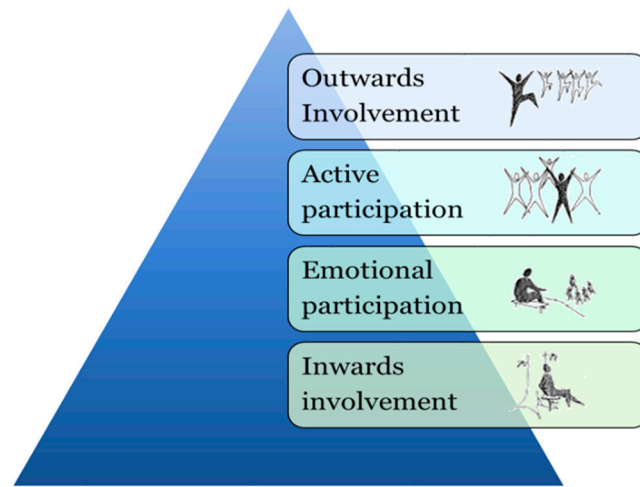 Outwards
Involvement
Active
participation
Emotional
participation
Inwards
involvement